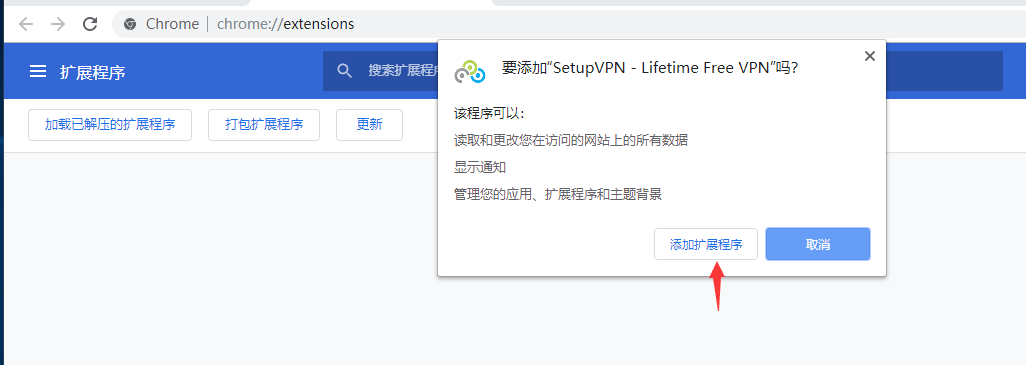 Chrome | chrome://extensions
扩展程序
搜索扩展程
加载已解压的扩展程序
打包扩展程序
更新
要添加“SetupVPN - Lifetime Free VPN”吗?
该程序可以:
读取和更改您在访问的网站上的所有数据
显示通知
管理您的应用、扩展程序和主题背景
添加扩展程序
取消